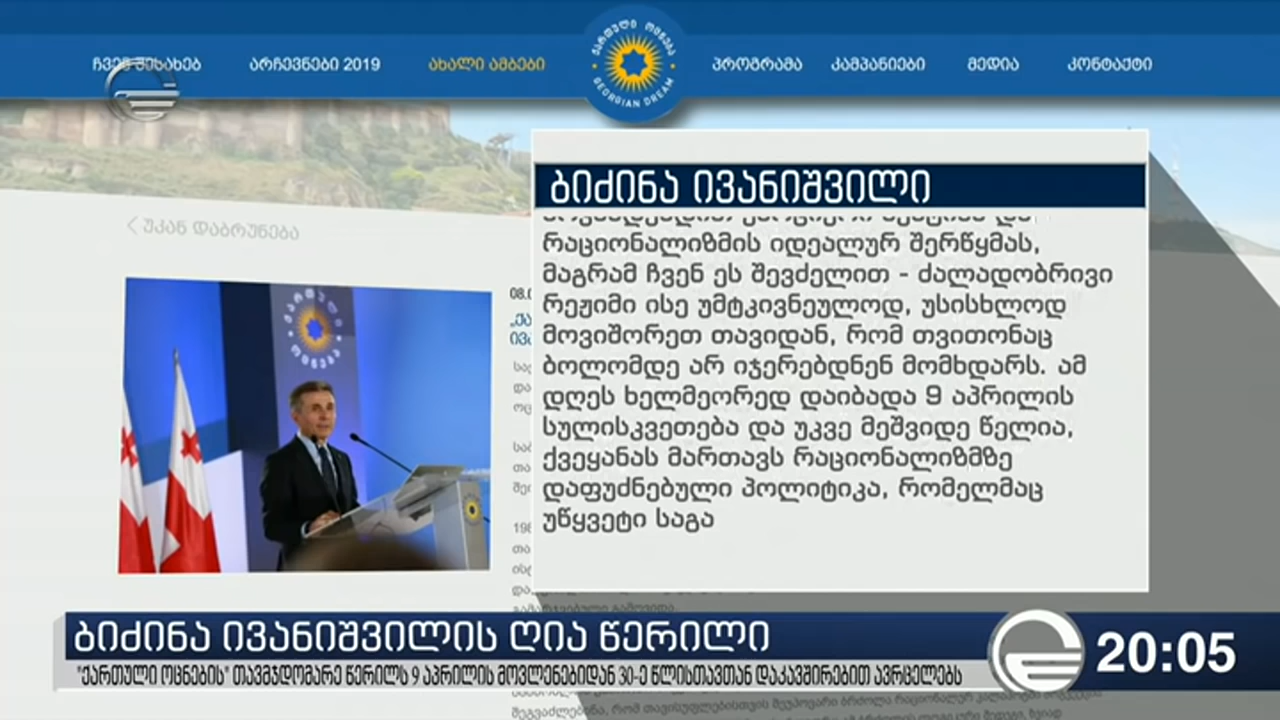 ჩვენ შესახებ
არჩევნები 2019
ახალი ამბები
ქართული ოცნება
GEORGIAN DREAM
პროგრამა
კამპანიები
მედია
კონტაქტი
უკან დაბრუნება
ქართული ოცნება
ბიძინა ივანიშვილი
რაციონალიზმის იდეალურ შერწყმას,
მაგრამ ჩვენ ეს შევძელით - ძალადობრივი
რეჟიმი ისე უმტკივნეულოდ, უსისხლოდ
მოვიშორეთ თავიდან, რომ თვითონაც
ბოლომდე არ იჯერებდნენ მომხდარს. ამ
დღეს ხელმეორედ დაიბადა 9 აპრილის
სულისკვეთება და უკვე მეშვიდე წელია,
ქვეყანას მართავს რაციონალიზმზე
დაფუძნებული პოლიტიკა, რომელმაც
უწყვეტი საგა
ბიძინა ივანიშვილის ღია წერილი
"ქართული ოცნების" თავმჯდომარე წერილს 9 აპრილის მოვლენებიდან 30-ე წლისთავთან დაკავშირებით ავრცელებს
20:05